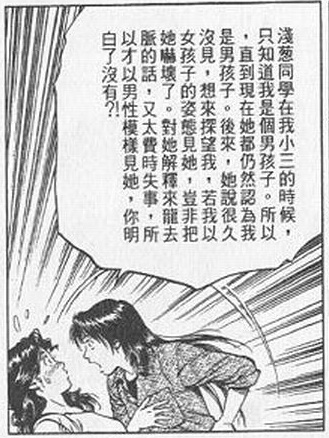 淺葱同學在我小三的時候，
只知道我是個男孩子。所以
，直到現在她都仍然認為我
是男孩子。後來，她說很久
沒見，想來探望我，若我以
女孩子的姿態見她，豈非把
她嚇壞了。對她解釋來龍去
脈的話，又太費時失事，所
以才以男性模樣見她，你明
白了沒有？！